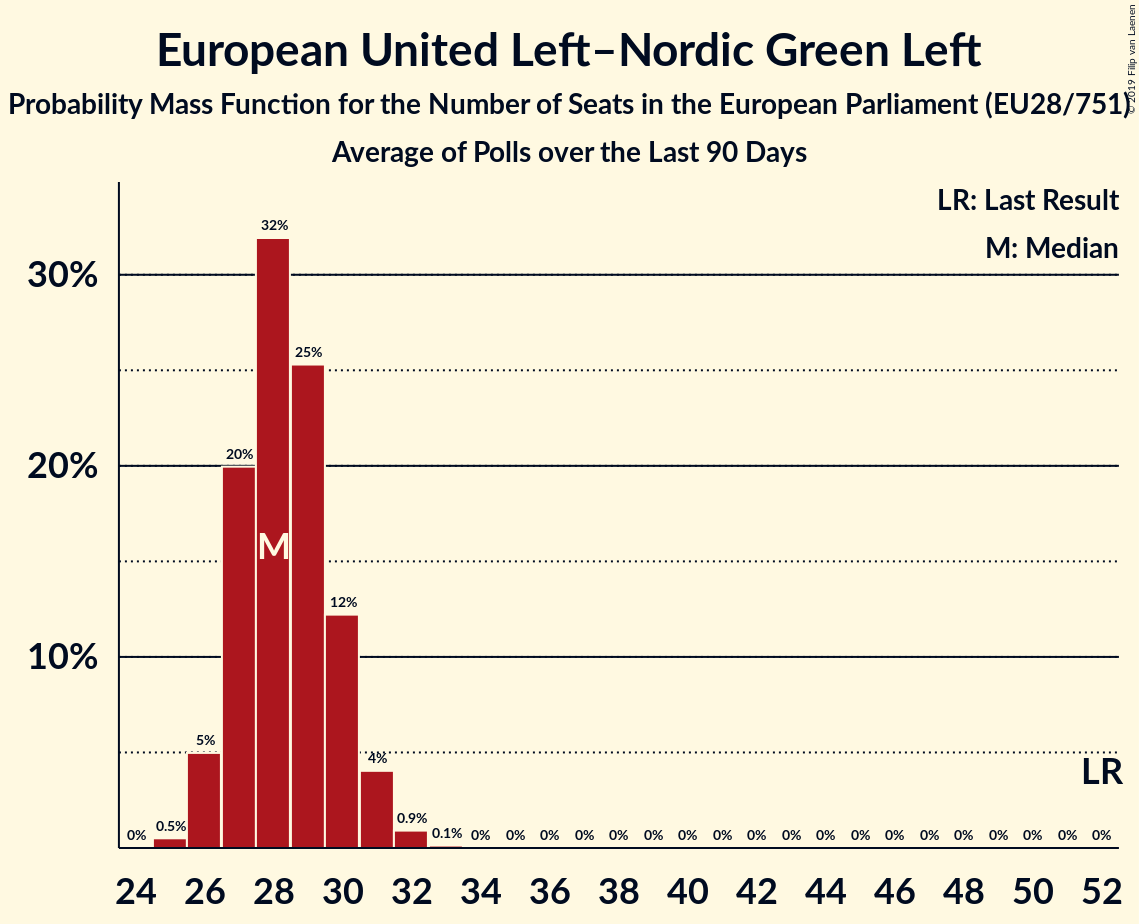 European United Left–Nordic Green Left
Probability Mass Function for the Number of Seats in the European Parliament (EU28/751)
Average of Polls over the Last 90 Days
© 2019 Filip van Laenen
LR: Last Result
M: Median
30%
20%
10%
0% 0.5% 5% 20% 32% 25% 12% 4% 0.9% 0.1% 0% 0% 0% 0% 0% 0% 0% 0% 0% 0% 0% 0% 0% 0% 0% 0% 0% 0% 0%
M
LR
24 26 28 30 32 34 36 38 40 42 44 46 48 50 52